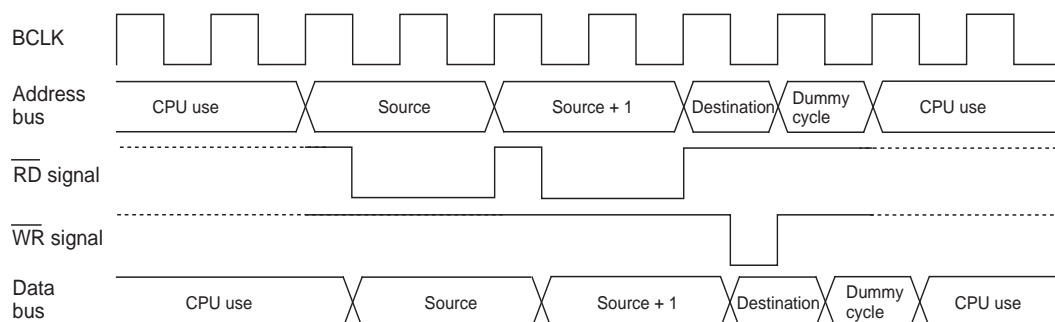 BCLK
Address
bus
CPU use
Source
Source + 1
Destination
Dummy
cycle
CPU use
RD signal
WR signal
Data
bus
CPU use
Source
Source + 1
Destination
Dummy
cycle
CPU use